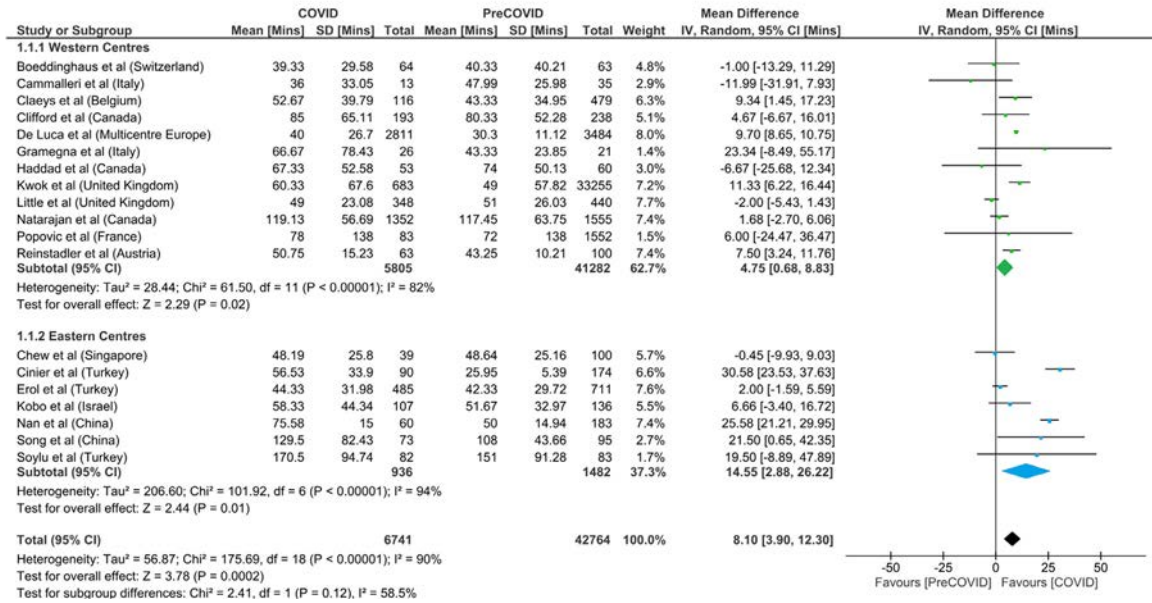 COVID PreCOVID Mean Difference Mean Difference
Study or Subgroup Mean [Mins] SD [Mins] Total Mean [Mins] SD [Mins] Total Weight IV, Random, 95% CI [Mins] IV, Random, 95% CI [Mins]
1.1.1 Western Centres
Boeddinghaus et al (Switzerland) 39.33 29.58 64 40.33 40.21 63 4.8% -1.00 [-13.29, 11.29]
Cammalleri et al (Italy) 36 33.05 13 47.99 25.98 35 2.9% -11.99 [-31.91, 7.93]
Claeys et al (Belgium) 52.67 39.79 116 43.33 34.95 479 6.3% 9.34 [1.45, 17.23]
Clifford et al (Canada) 85 65.11 193 80.33 52.28 238 5.1% 4.67 [-6.67, 16.01]
De Luca et al (Multicentre Europe) 40 26.7 2811 30.3 11.12 3484 8.0% 9.70 [8.65, 10.75]
Gramegna et al (Italy) 66.67 78.43 26 43.33 23.85 21 1.4% 23.34 [-8.49, 55.17]
Haddad et al (Canada) 67.33 52.58 53 74 50.13 60 3.1% -6.67 [-25.68, 12.34]
Kwok et al (United Kingdom) 60.33 67.6 683 49 57.82 33255 7.2% 11.33 [6.22, 16.44]
Little et al (United Kingdom) 49 23.08 348 51 26.03 440 7.6% -2.00 [-5.43, 1.43]
Natarajan et al (Canada) 119.13 56.69 1352 117.45 63.75 1555 7.4% 1.68 [-2.70, 6.06]
Popovic et al (France) 78 138 83 72 138 1552 1.5% 6.00 [-24.47, 36.47]
Reinstadler et al (Austria) 50.75 15.23 63 43.25 10.21 100 7.4% 7.50 [3.24, 11.76]
Subtotal (95% CI) 5805 41282 62.7% 4.75 [0.68, 8.83]
Heterogeneity: Tau² = 28.44; Chi² = 61.50, df = 11 (P < 0.00001); I² = 82%
Test for overall effect: Z = 2.29 (P = 0.02)
1.1.2 Eastern Centres
Chew et al (Singapore) 48.19 25.8 39 48.64 25.16 100 5.7% -0.45 [-9.93, 9.03]
Cinier et al (Turkey) 56.53 33.9 90 25.95 5.39 174 6.6% 30.58 [23.53, 37.63]
Erol et al (Turkey) 44.33 31.98 485 42.33 29.72 711 7.6% 2.00 [-1.59, 5.59]
Kobo et al (Israel) 58.33 44.34 107 51.67 32.97 136 5.5% 6.66 [-3.40, 16.72]
Nan et al (China) 75.58 15 60 50 14.94 183 7.4% 25.58 [21.21, 29.95]
Song et al (China) 129.5 82.43 73 108 43.66 95 2.7% 21.50 [0.65, 42.35]
Soylu et al (Turkey) 170.5 94.74 82 151 91.28 83 1.7% 19.50 [-8.89, 47.89]
Subtotal (95% CI) 936 1482 37.3% 14.55 [2.88, 26.22]
Heterogeneity: Tau² = 206.60; Chi² = 101.92, df = 6 (P < 0.00001); I² = 94%
Test for overall effect: Z = 2.44 (P = 0.01)
Total (95% CI) 6741 42764 100.0% 8.10 [3.90, 12.30]
Heterogeneity: Tau² = 56.87; Chi² = 175.69, df = 18 (P < 0.00001); I² = 90%
Test for overall effect: Z = 3.78 (P = 0.0002)
Test for subgroup differences: Chi² = 2.41, df = 1 (P = 0.12), I² = 58.5%
-50 -25 0 25 50
Favours [PreCOVID] Favours [COVID]